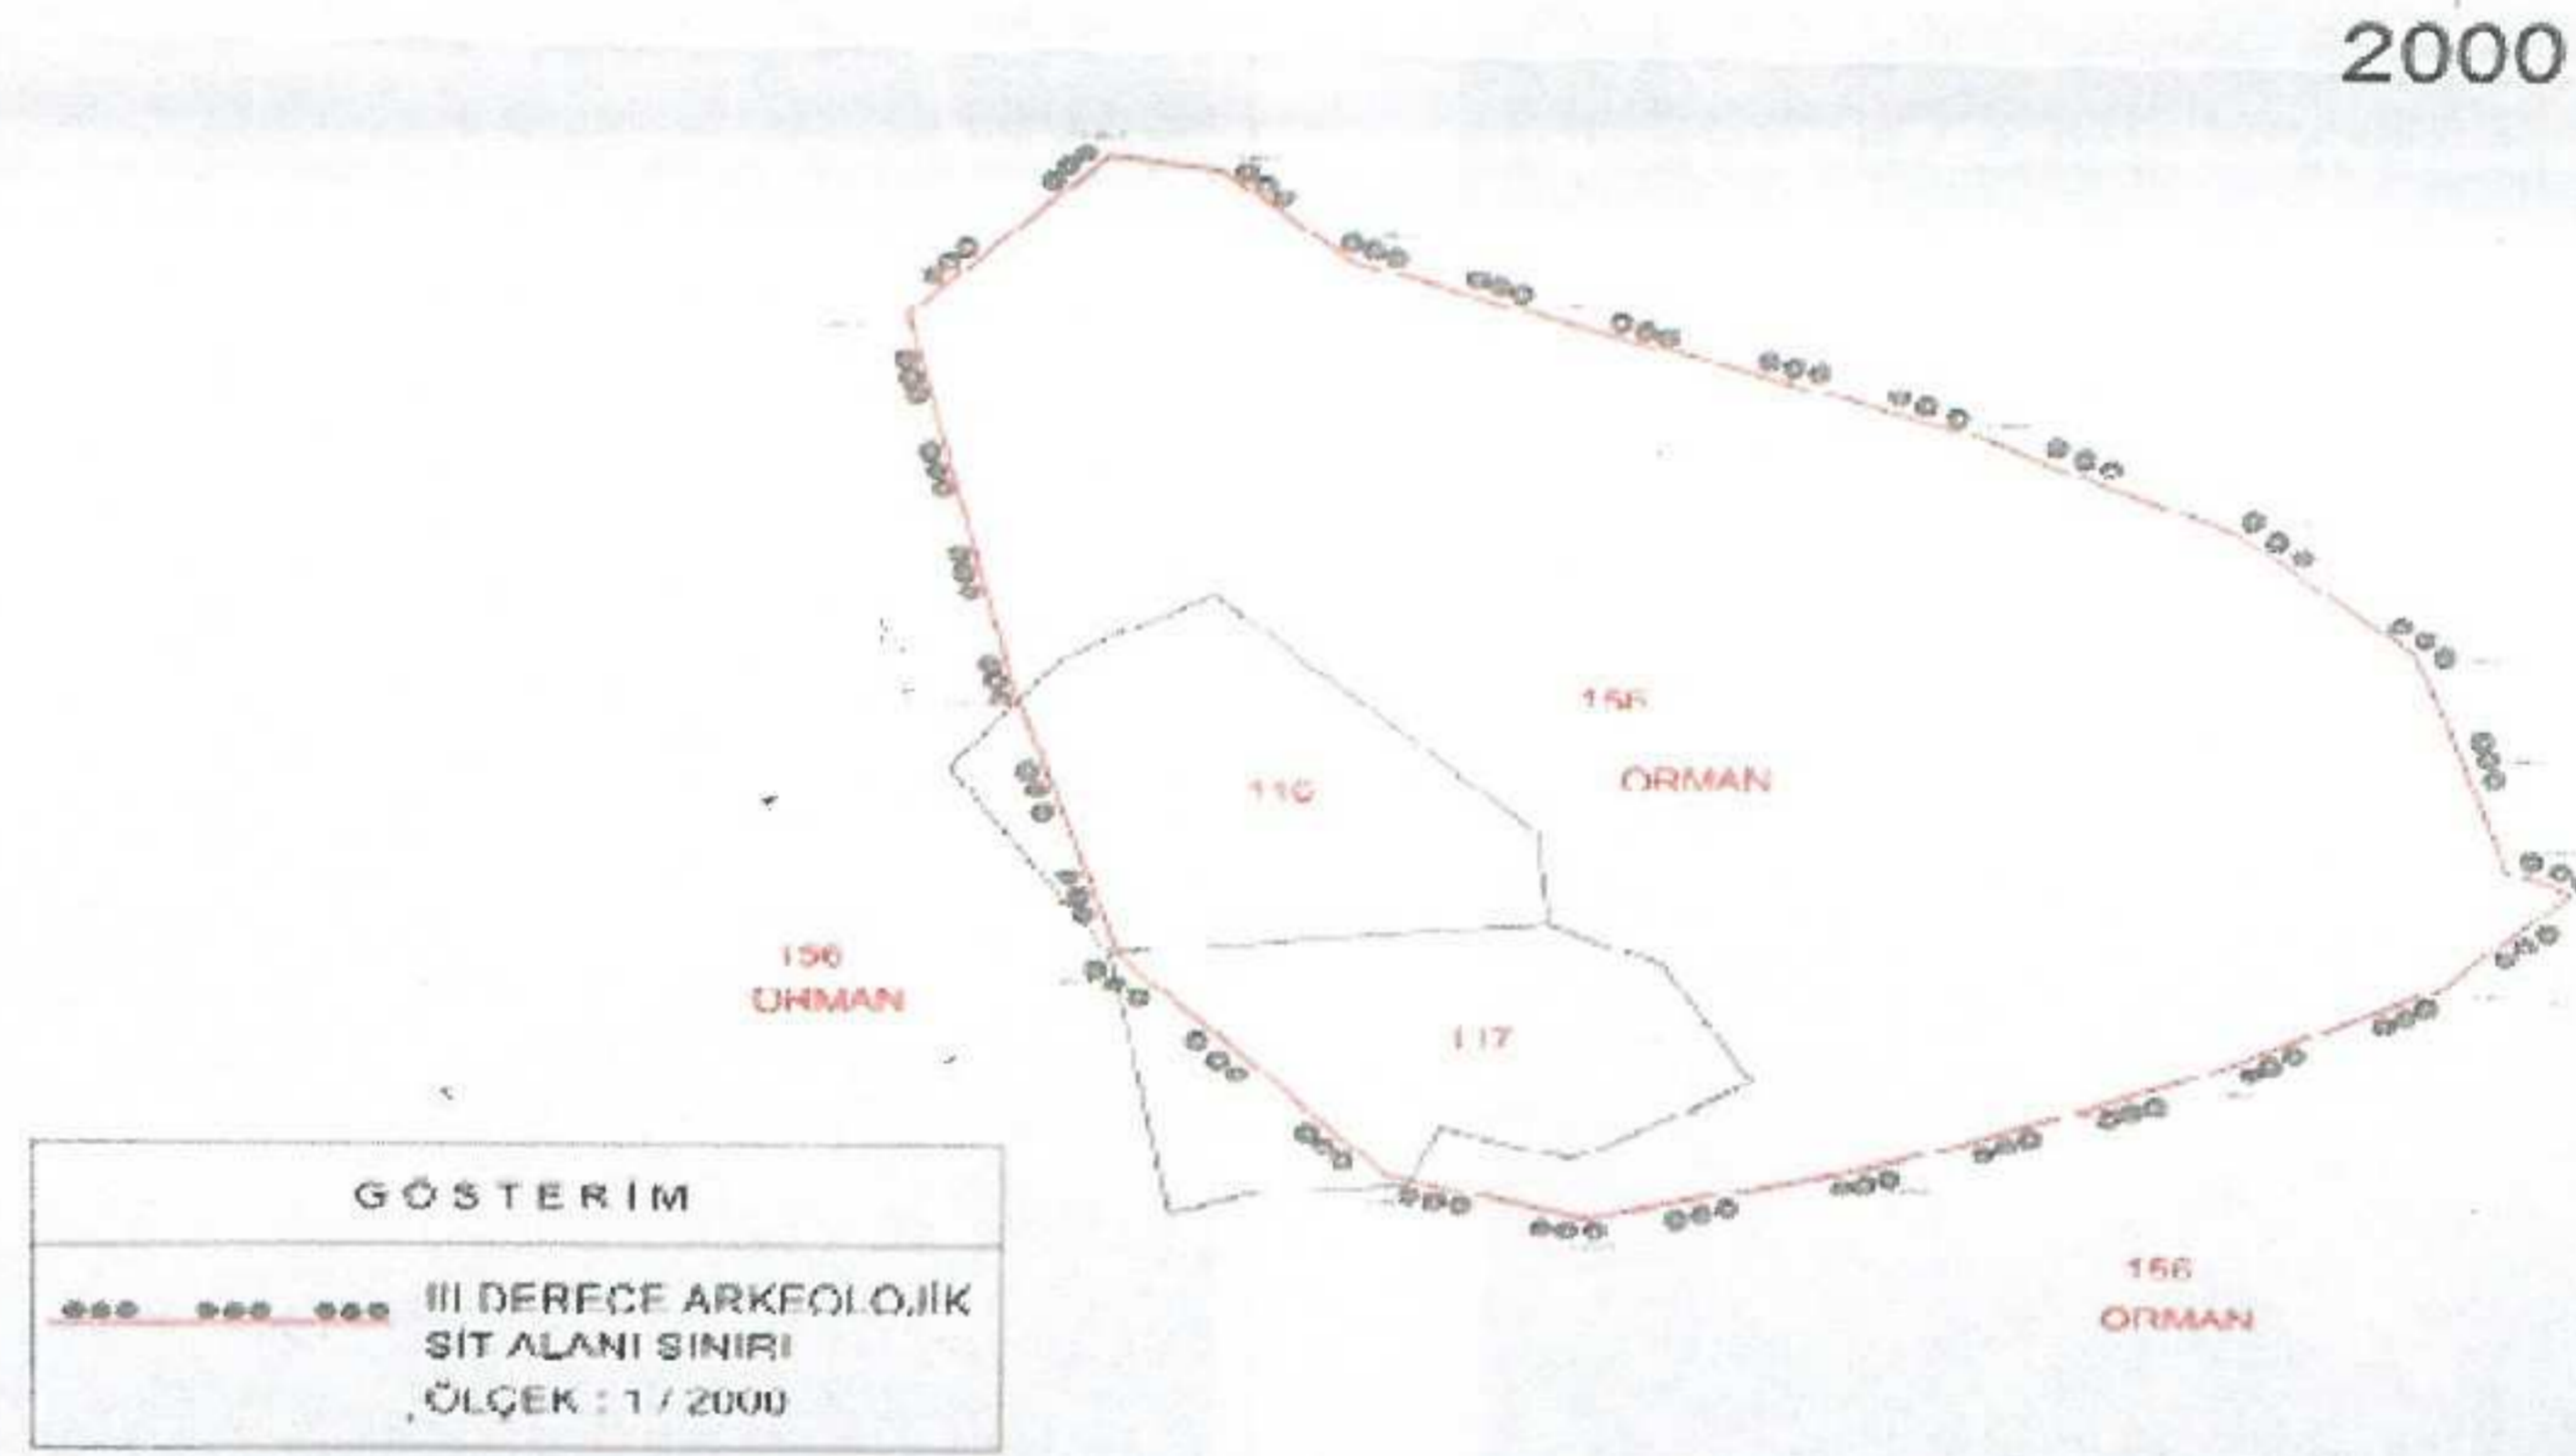 2000
156
ORMAN
116
156
ORMAN
117
GÖSTERİM
III DERECE ARKEOLOJİK
SİT ALANI SINIRI
ÖLÇEK : 1 / 2000
156
ORMAN